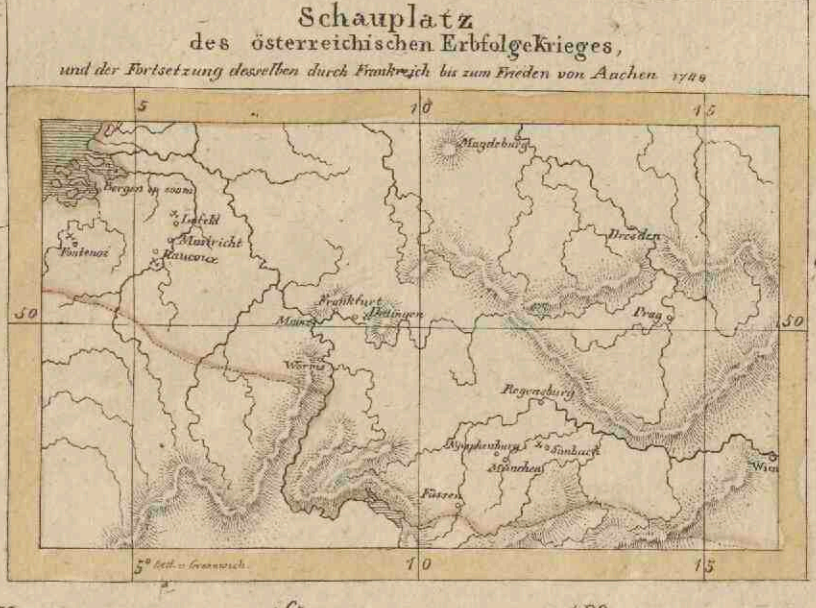 Schauplatz
des österreichischen Erbfolgekrieges,
und der Fortsetzung desselben durch Frankreich bis zum Frieden von Aachen 1748
5 10 15
Magdeburg
Bergen op zoom
Lafeld
Mastricht
Fontenoi
Raucoux
Dresden
Frankfurt
50 Mainz Dettingen Prag 50
Worms
Regensburg
Nymphenburg Simbach
München
Wien
Füssen
5° östl. v. Greenwich. 10 15